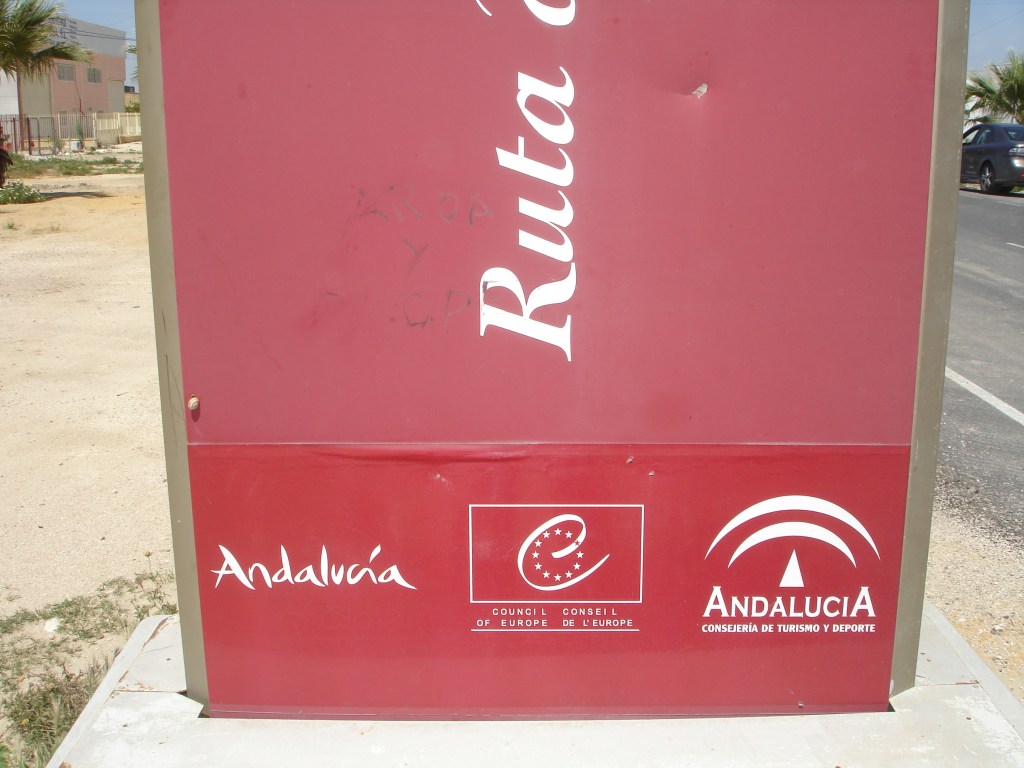 Ruta
Andalucía
COUNCIL CONSEIL
OF EUROPE DE L'EUROPE
ANDALUCIA
CONSEJERÍA DE TURISMO Y DEPORTE